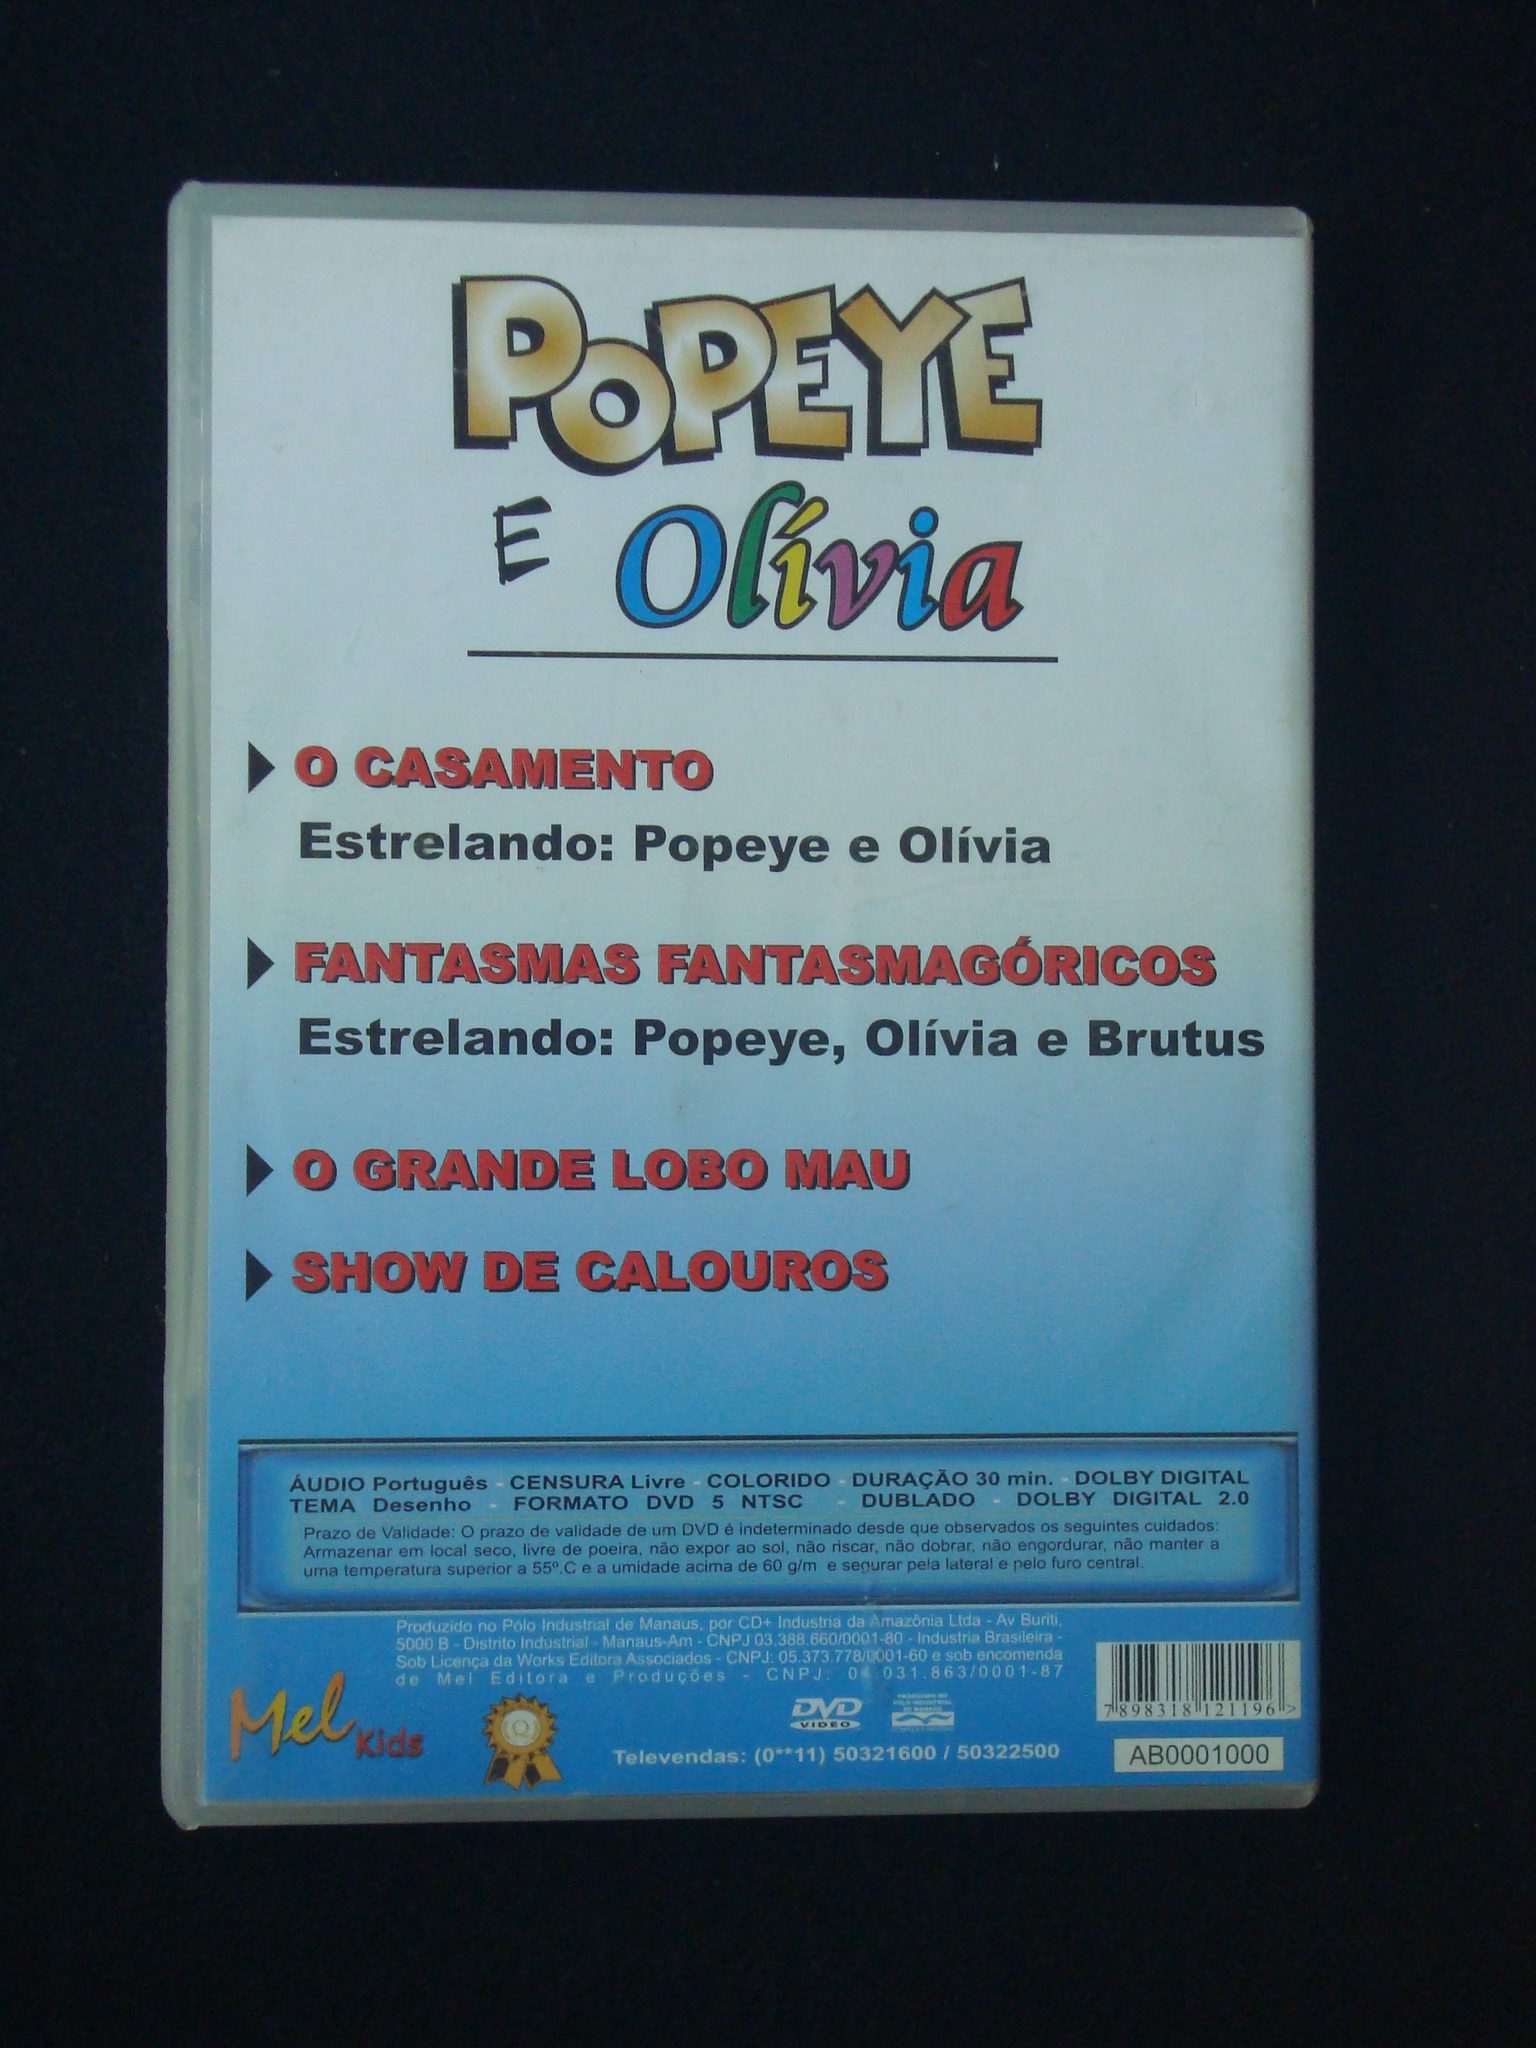 POPEYE
E Olívia
O CASAMENTO
Estrelando: Popeye e Olívia
FANTASMAS FANTASMAGÓRICOS
Estrelando: Popeye, Olívia e Brutus
O GRANDE LOBO MAU
SHOW DE CALOUROS
ÁUDIO Português - CENSURA Livre - COLORIDO - DURAÇÃO 30 min. - DOLBY DIGITAL
TEMA Desenho - FORMATO DVD 5 NTSC - DUBLADO - DOLBY DIGITAL 2.0
Prazo de Validade: O prazo de validade de um DVD é indeterminado desde que observados os seguintes cuidados:
Armazenar em local seco, livre de poeira, não expor ao sol, não riscar, não dobrar, não engordurar, não manter a
uma temperatura superior a 55º.C e a umidade acima de 60 g/m e segurar pela lateral e pelo furo central.
Produzido no Pólo Industrial de Manaus, por CD+ Industria da Amazônia Ltda - Av Buriti,
5000 B - Distrito Industrial - Manaus-Am - CNPJ 03.388.660/0001-80 - Industria Brasileira -
Sob Licença da Works Editora Associados - CNPJ: 05.373.778/0001-60 e sob encomenda
de Mel Editora e Produções - CNPJ: 04 031.863/0001-87
Mel Kids
Q
DVD
VIDEO
Televendas: (0**11) 50321600 / 50322500
7 898318 121196 >
AB0001000